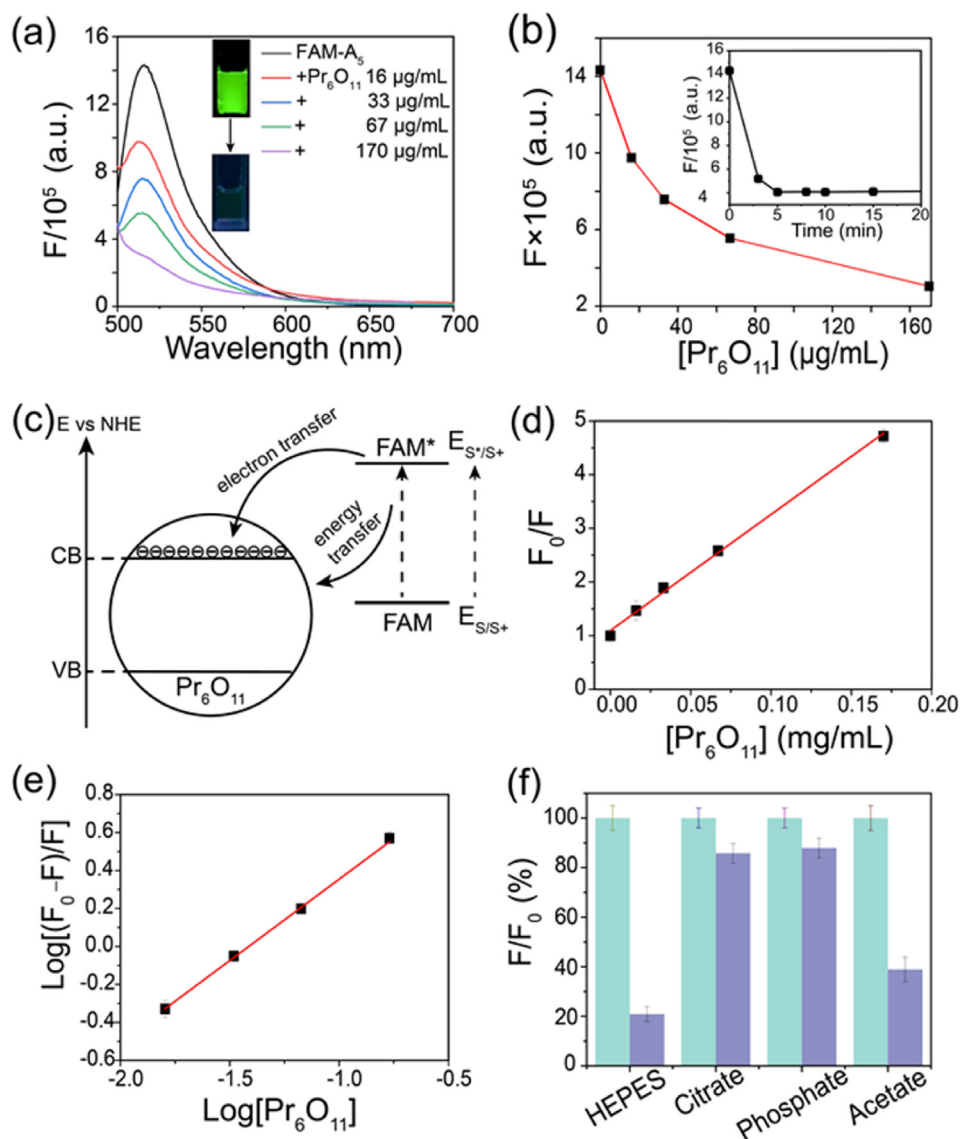 (a)
16
12
8
4
0
F/10⁵ (a.u.)
500 550 600 650 700
Wavelength (nm)
FAM-A₅
+Pr₆O₁₁ 16 µg/mL
+ 33 µg/mL
+ 67 µg/mL
+ 170 µg/mL
(b)
14
10
6
2
F×10⁵ (a.u.)
0 40 80 120 160
[Pr₆O₁₁] (µg/mL)
16
14
12
10
8
6
4
F/10⁵ (a.u.)
0 5 10 15 20
Time (min)
(c)
E vs NHE
electron transfer
FAM*
E S*/S+
energy
transfer
CB
FAM
E S/S+
VB
Pr₆O₁₁
(d)
5
4
3
2
1
0
F₀/F
0.00 0.05 0.10 0.15 0.20
[Pr₆O₁₁] (mg/mL)
(e)
0.8
0.6
0.4
0.2
0.0
-0.2
-0.4
-0.6
Log[(F₀−F)/F]
-2.0 -1.5 -1.0 -0.5
Log[Pr₆O₁₁]
(f)
100
80
60
40
20
0
F/F₀ (%)
HEPES
Citrate
Phosphate
Acetate